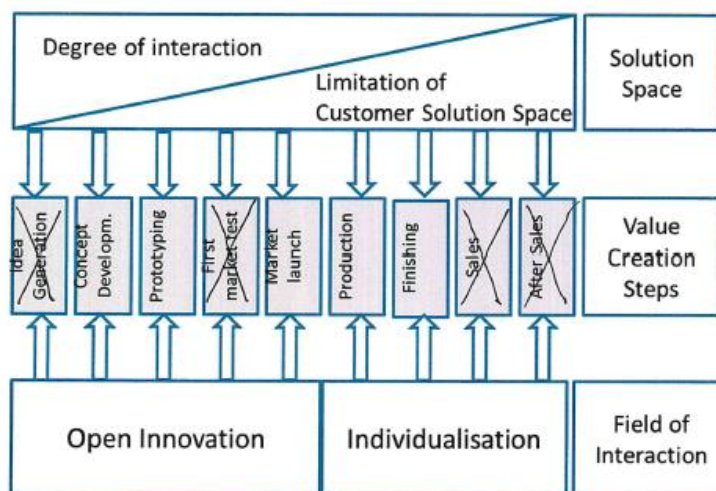 Degree of interaction
Limitation of
Customer Solution Space
Solution
Space
Idea
Generation
Concept
Developm.
Prototyping
First
market test
Market
launch
Production
Finishing
Sales
After Sales
Value
Creation
Steps
Open Innovation
Individualisation
Field of
Interaction